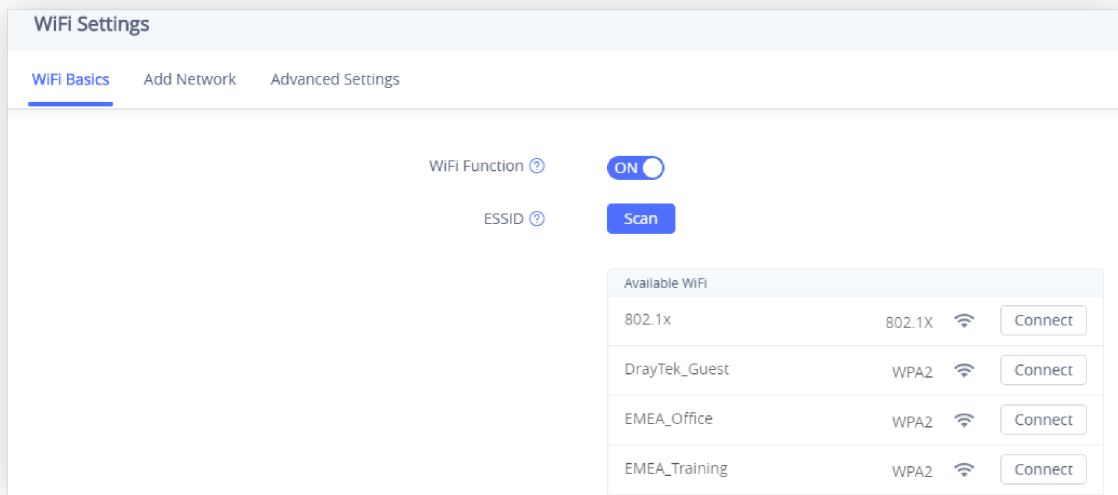 WiFi Settings
WiFi Basics Add Network Advanced Settings
WiFi Function ?
ON
ESSID ?
Scan
Available WiFi
802.1x 802.1X Connect
DrayTek_Guest WPA2 Connect
EMEA_Office WPA2 Connect
EMEA_Training WPA2 Connect